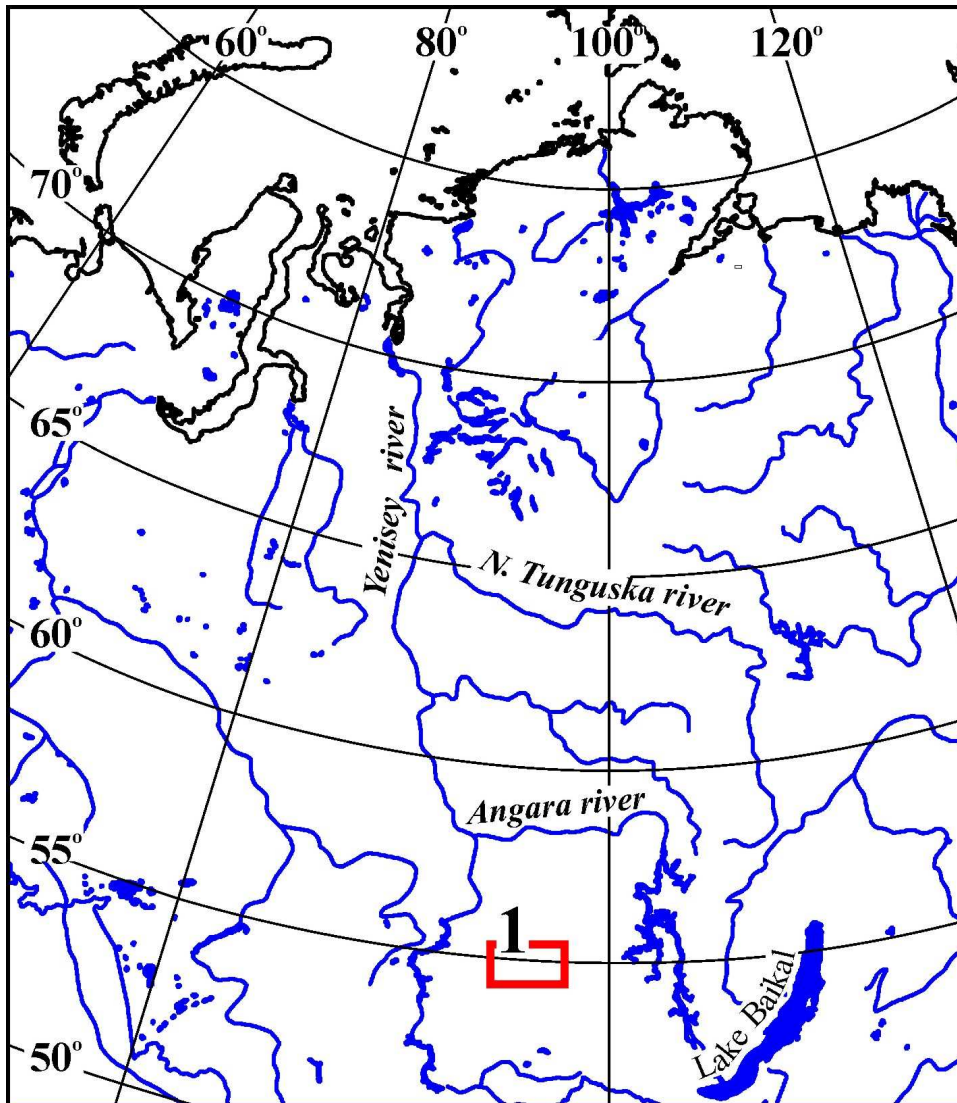 60° 80° 100° 120°
70°
65°
Yenisey river
N. Tunguska river
60°
Angara river
55°
1
Lake Baikal
50°